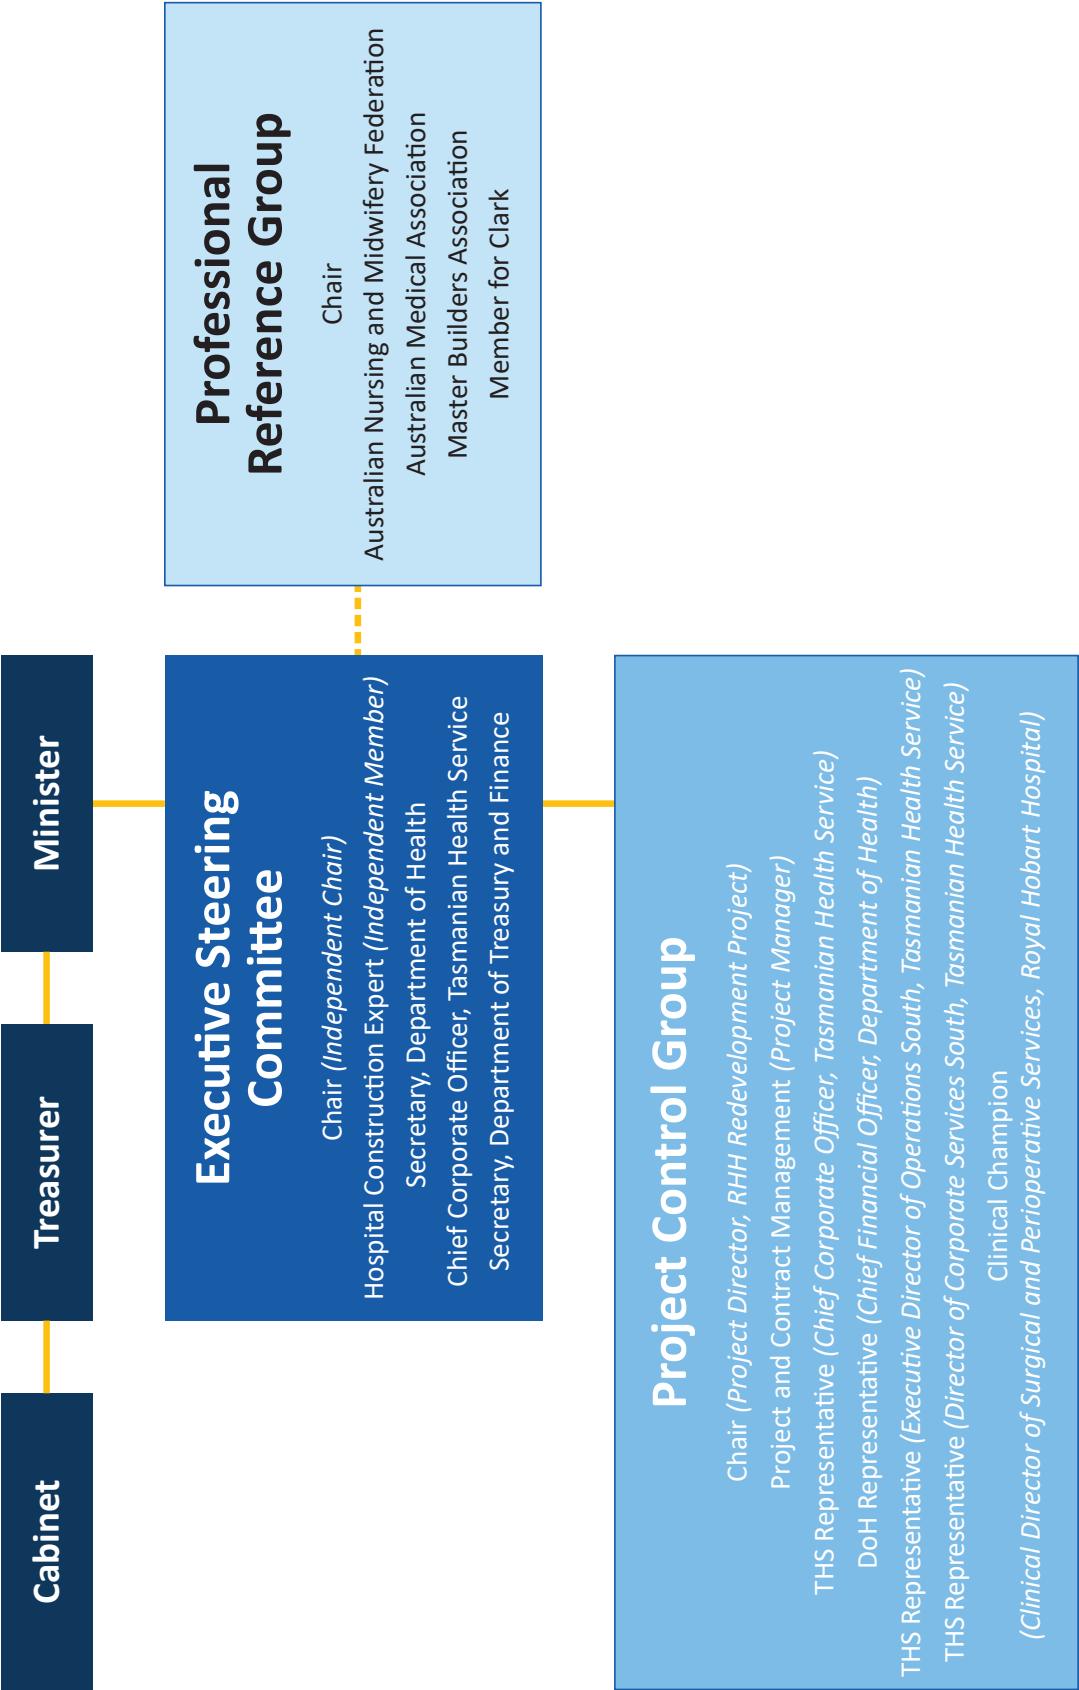 Cabinet
Treasurer
Minister
Executive Steering
Committee
Chair (Independent Chair)
Hospital Construction Expert (Independent Member)
Secretary, Department of Health
Chief Corporate Officer, Tasmanian Health Service
Secretary, Department of Treasury and Finance
Professional
Reference Group
Chair
Australian Nursing and Midwifery Federation
Australian Medical Association
Master Builders Association
Member for Clark
Project Control Group
Chair (Project Director, RHH Redevelopment Project)
Project and Contract Management (Project Manager)
THS Representative (Chief Corporate Officer, Tasmanian Health Service)
DoH Representative (Chief Financial Officer, Department of Health)
THS Representative (Executive Director of Operations South, Tasmanian Health Service)
THS Representative (Director of Corporate Services South, Tasmanian Health Service)
Clinical Champion
(Clinical Director of Surgical and Perioperative Services, Royal Hobart Hospital)